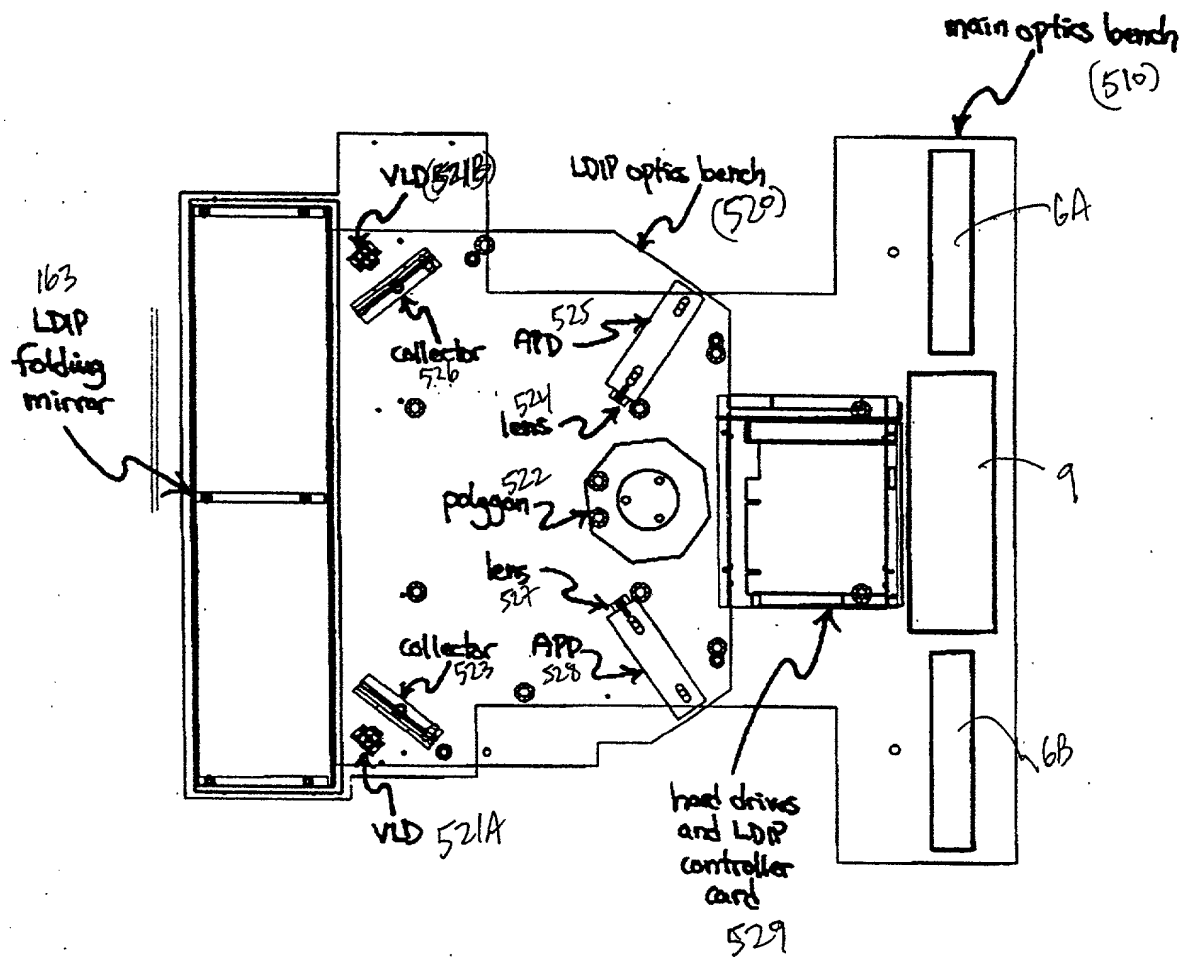 main optics bench
(510)
VLD(521B)
LDIP optics bench
(520)
6A
163
LDIP
folding
mirror
525
APD
collector
526
524
lens
9
522
polygon
lens
527
collector
523
APD
528
6B
VLD 521A
hard drives
and LDIP
controller
card
529